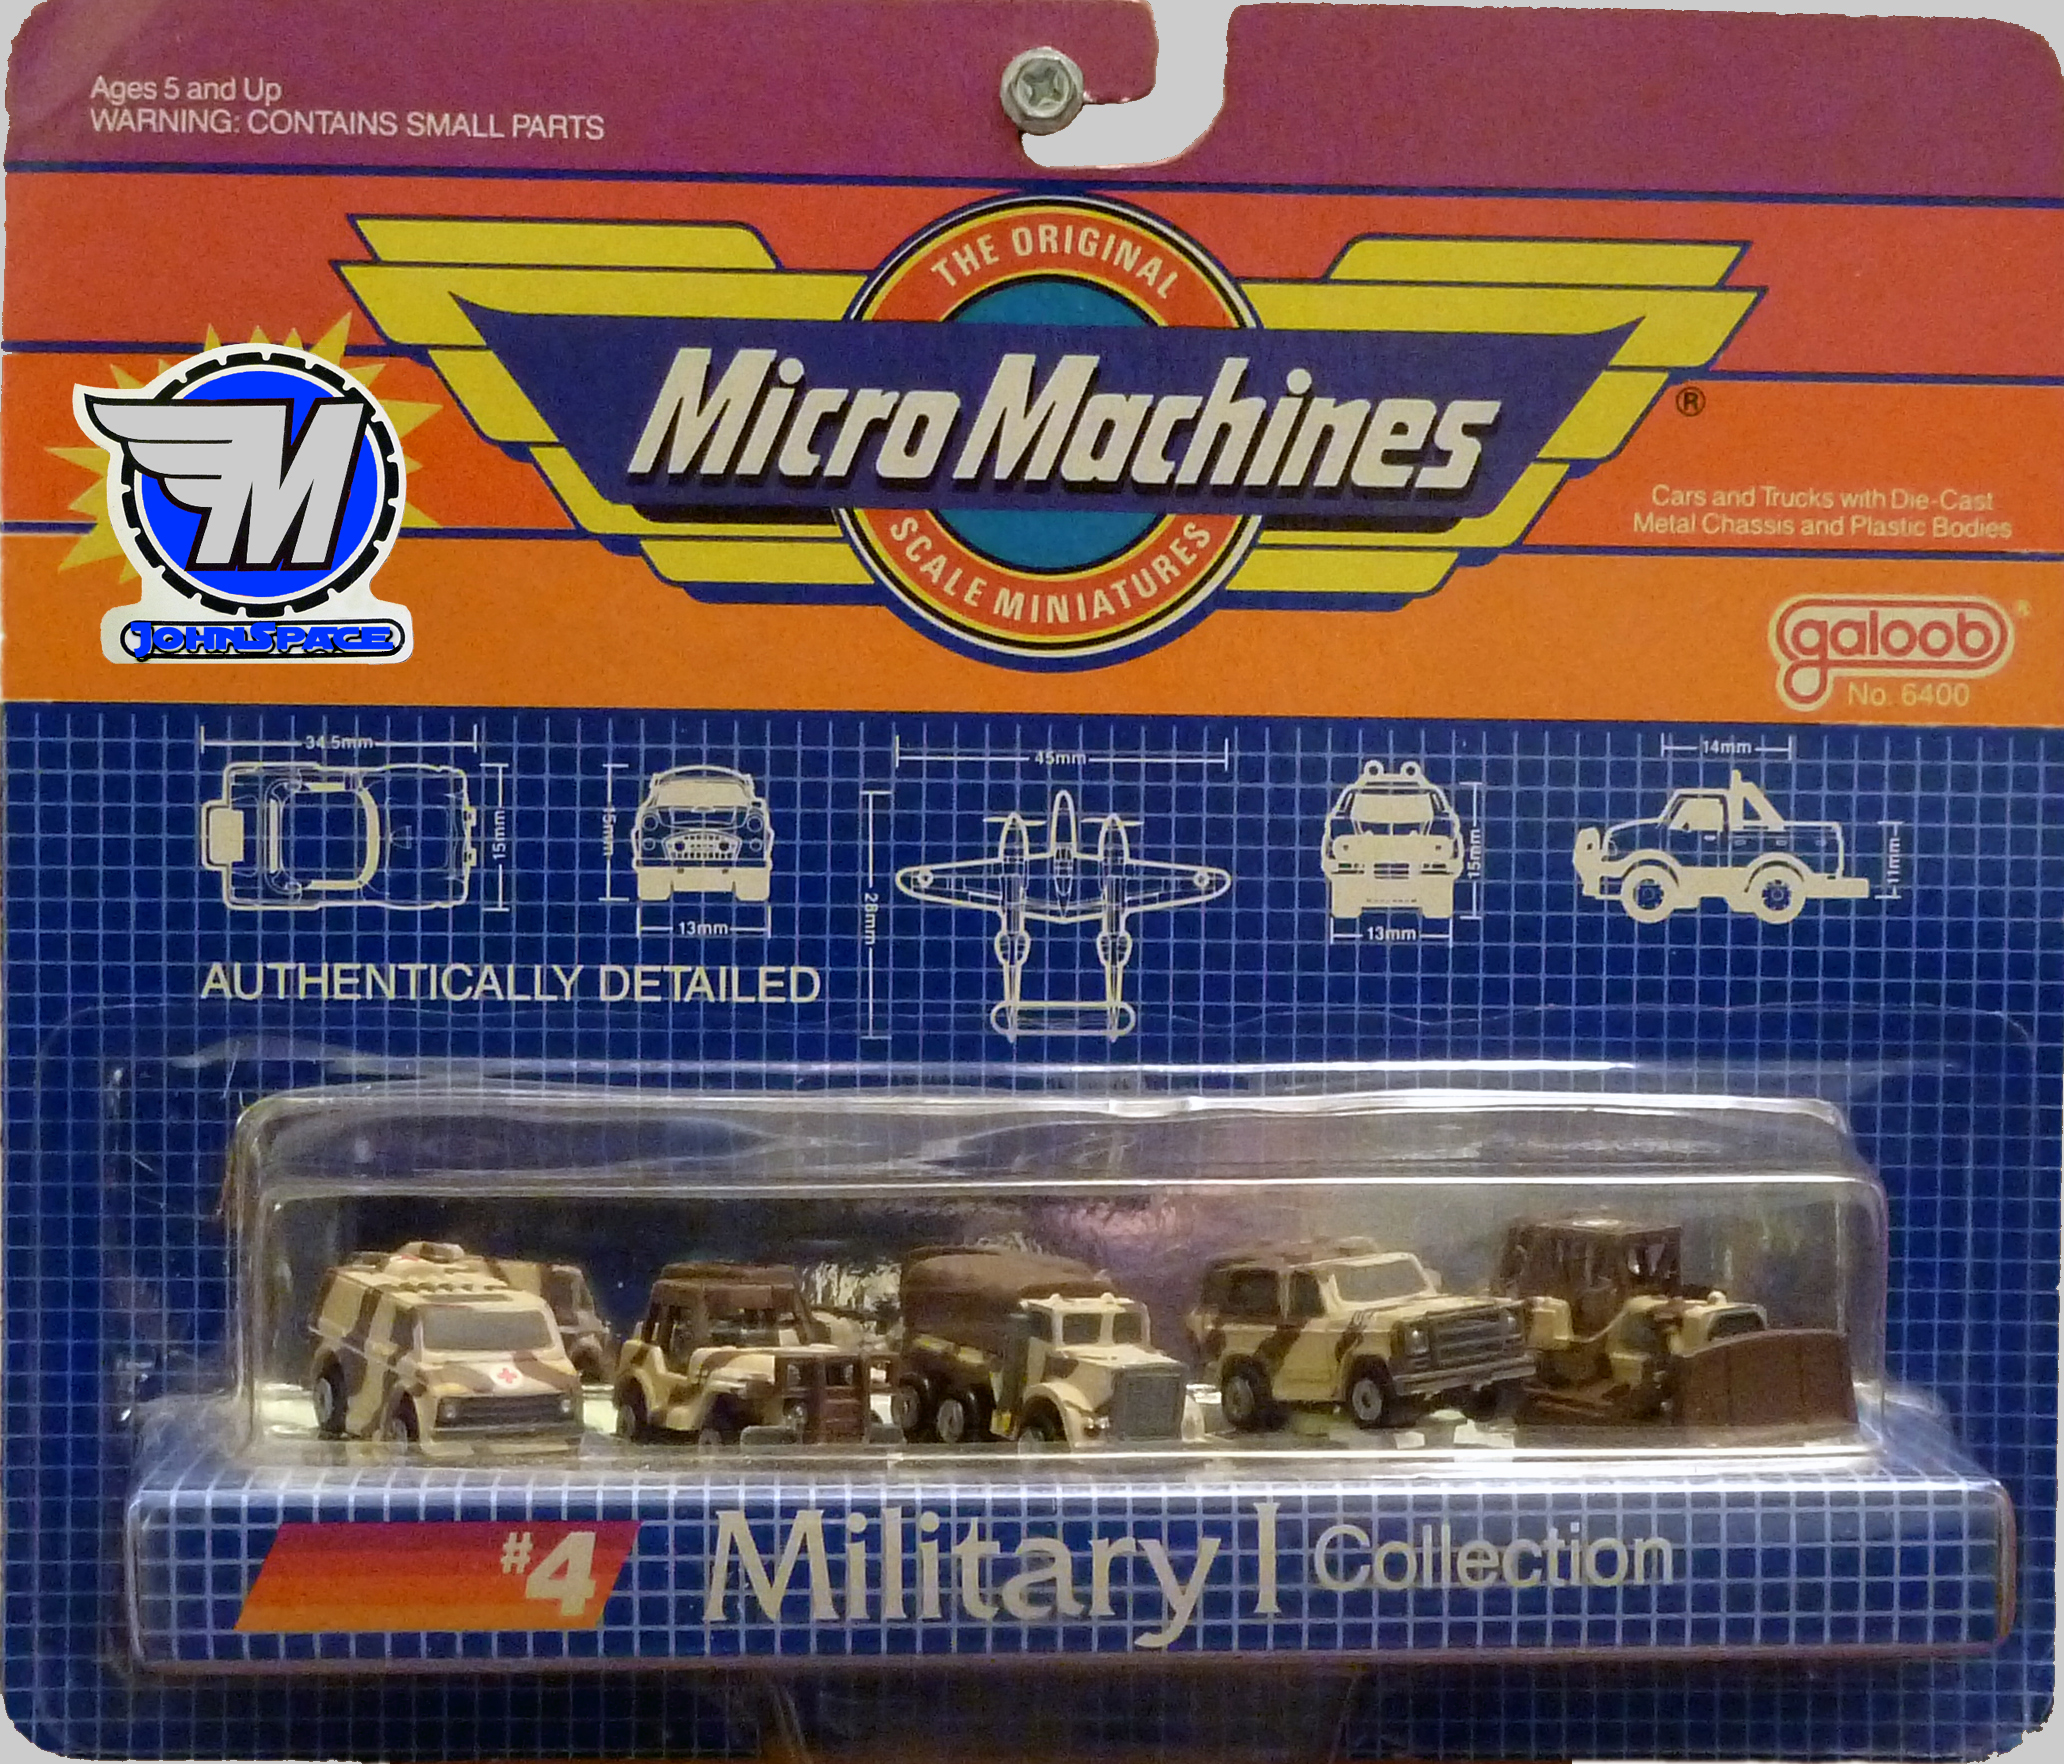 Ages 5 and Up
WARNING: CONTAINS SMALL PARTS
THE ORIGINAL
Micro Machines
®
SCALE MINIATURES
M
JOHNSPACE
Cars and Trucks with Die-Cast
Metal Chassis and Plastic Bodies
galoob®
No. 6400
34.5mm
15mm
15mm
13mm
45mm
28mm
15mm
13mm
14mm
11mm
AUTHENTICALLY DETAILED
#4 Military I Collection